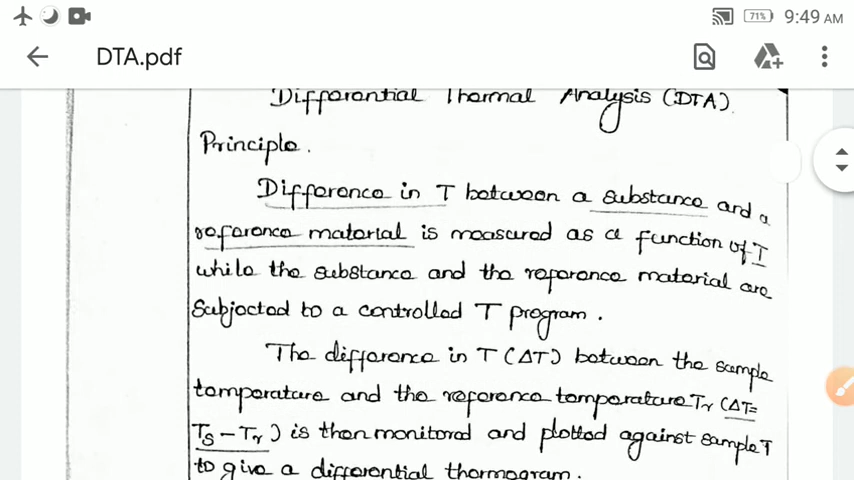 71% 9:49 AM
DTA.pdf
Differential Thermal Analysis (DTA).
Principle.
Difference in T between a substance and a
reference material is measured as a function of T
while the substance and the reference material are
Subjected to a controlled T program.
The difference in T (ΔT) between the sample
temperature and the reference temperature Tr (ΔT=
Ts - Tr) is then monitored and plotted against sample T
to give a differential thermogram.